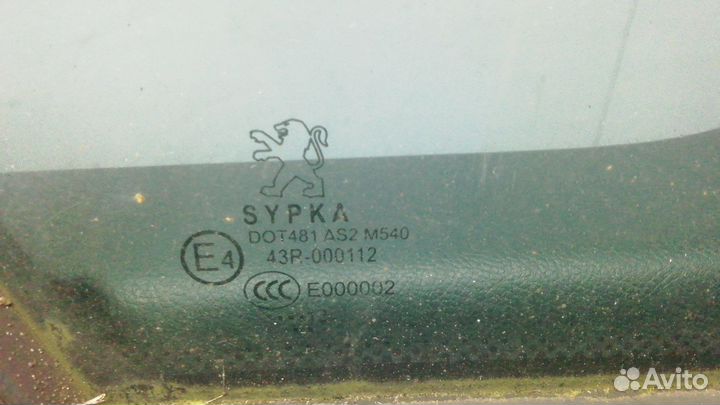 SYPKA
DOT481 AS2 M540
E4
43R-000112
CCC
E000002
Avito